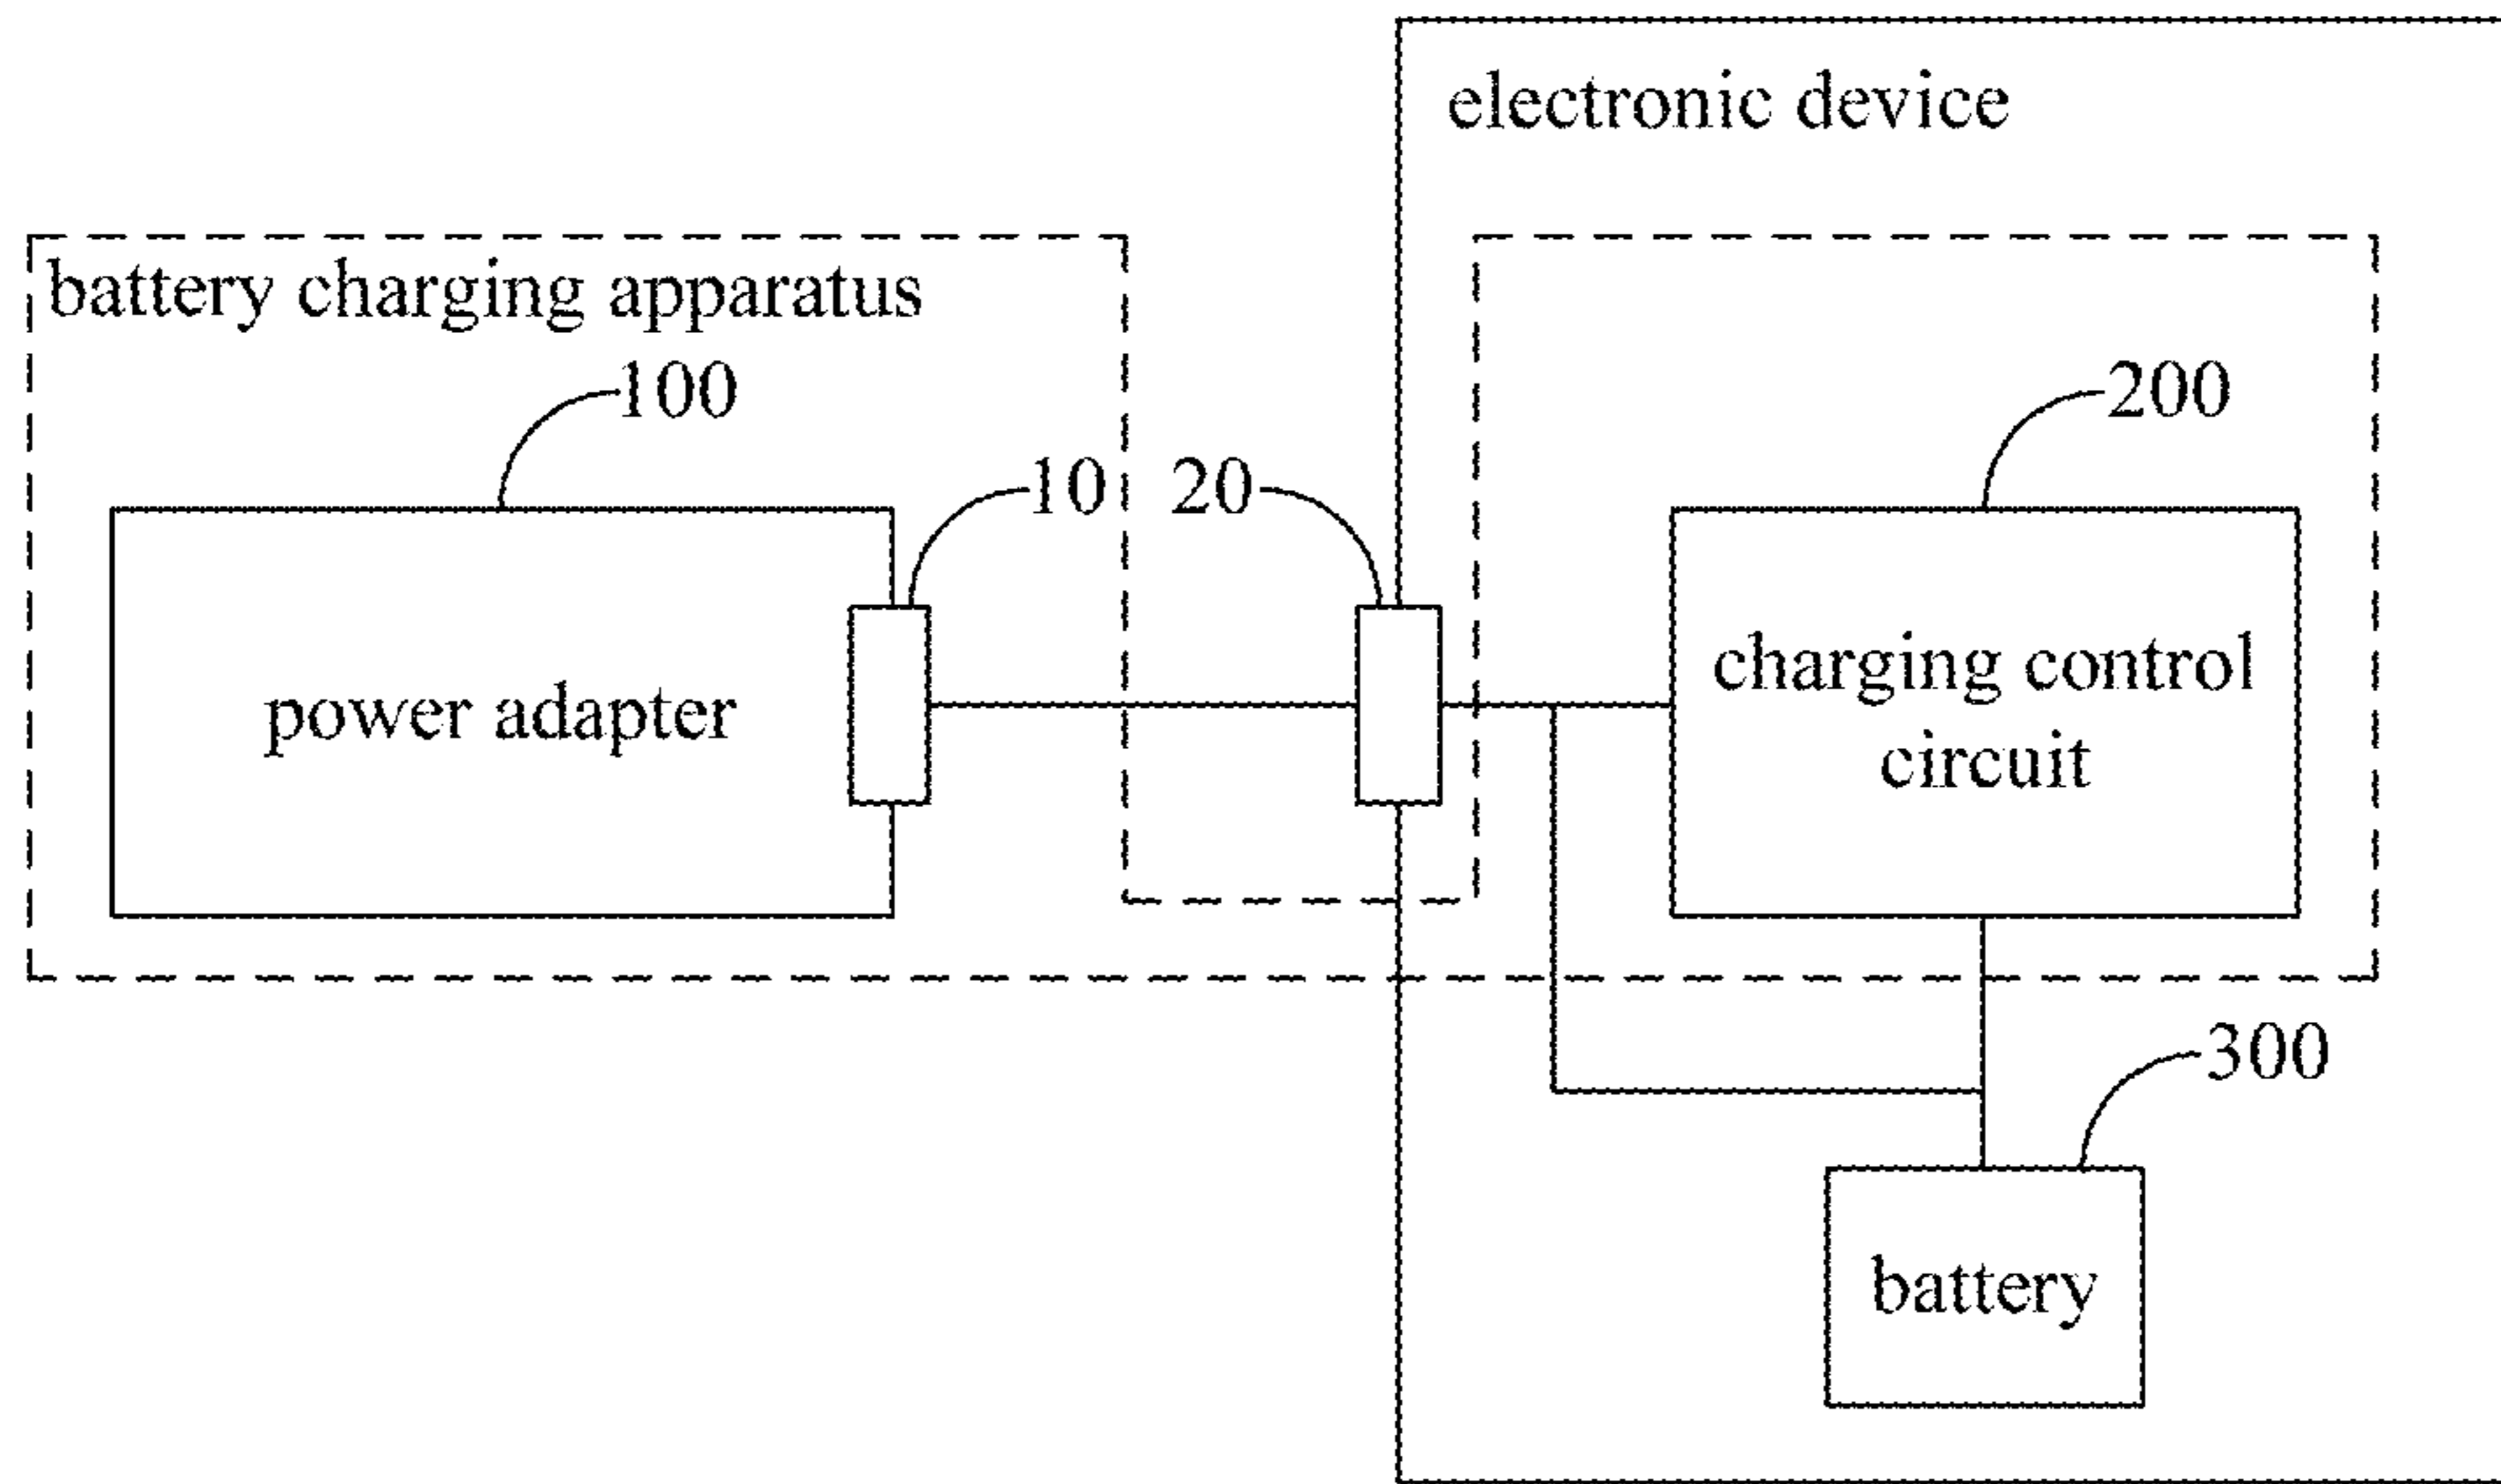 electronic device
battery charging apparatus
100
200
10
20
power adapter
charging control
circuit
300
battery